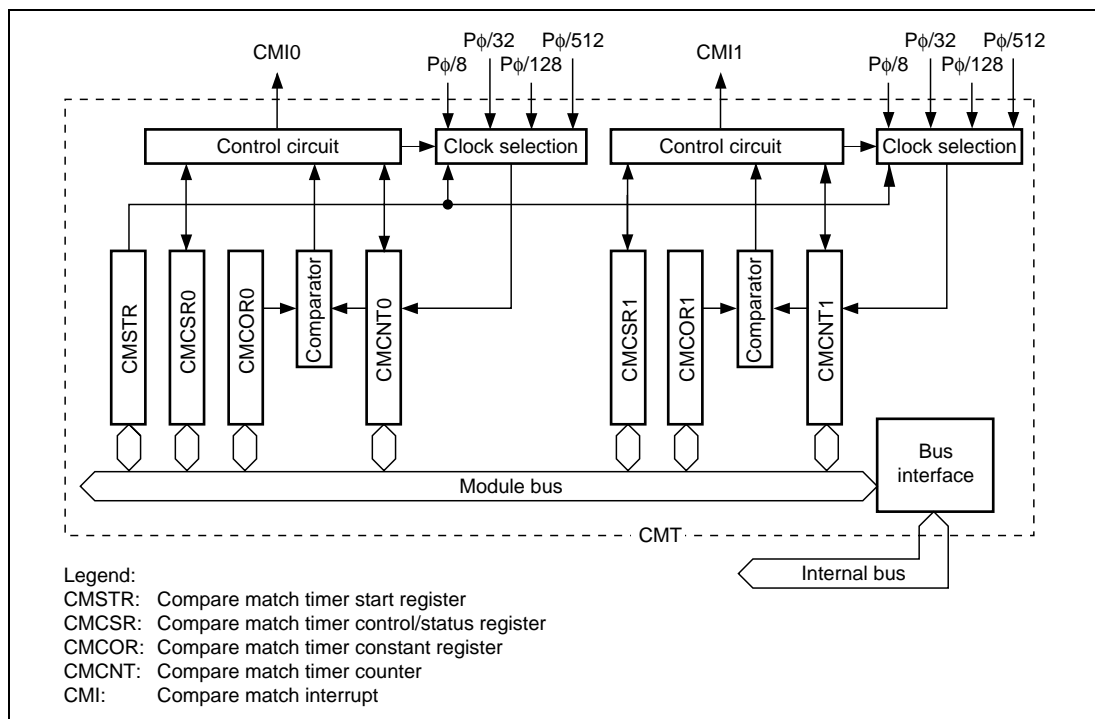 CMI0
Pφ/8
Pφ/32
Pφ/128
Pφ/512
CMI1
Pφ/8
Pφ/32
Pφ/128
Pφ/512
Control circuit
Clock selection
Control circuit
Clock selection
CMSTR
CMCSR0
CMCOR0
Comparator
CMCNT0
CMCSR1
CMCOR1
Comparator
CMCNT1
Bus
interface
Module bus
CMT
Internal bus
Legend:
CMSTR: Compare match timer start register
CMCSR: Compare match timer control/status register
CMCOR: Compare match timer constant register
CMCNT: Compare match timer counter
CMI: Compare match interrupt